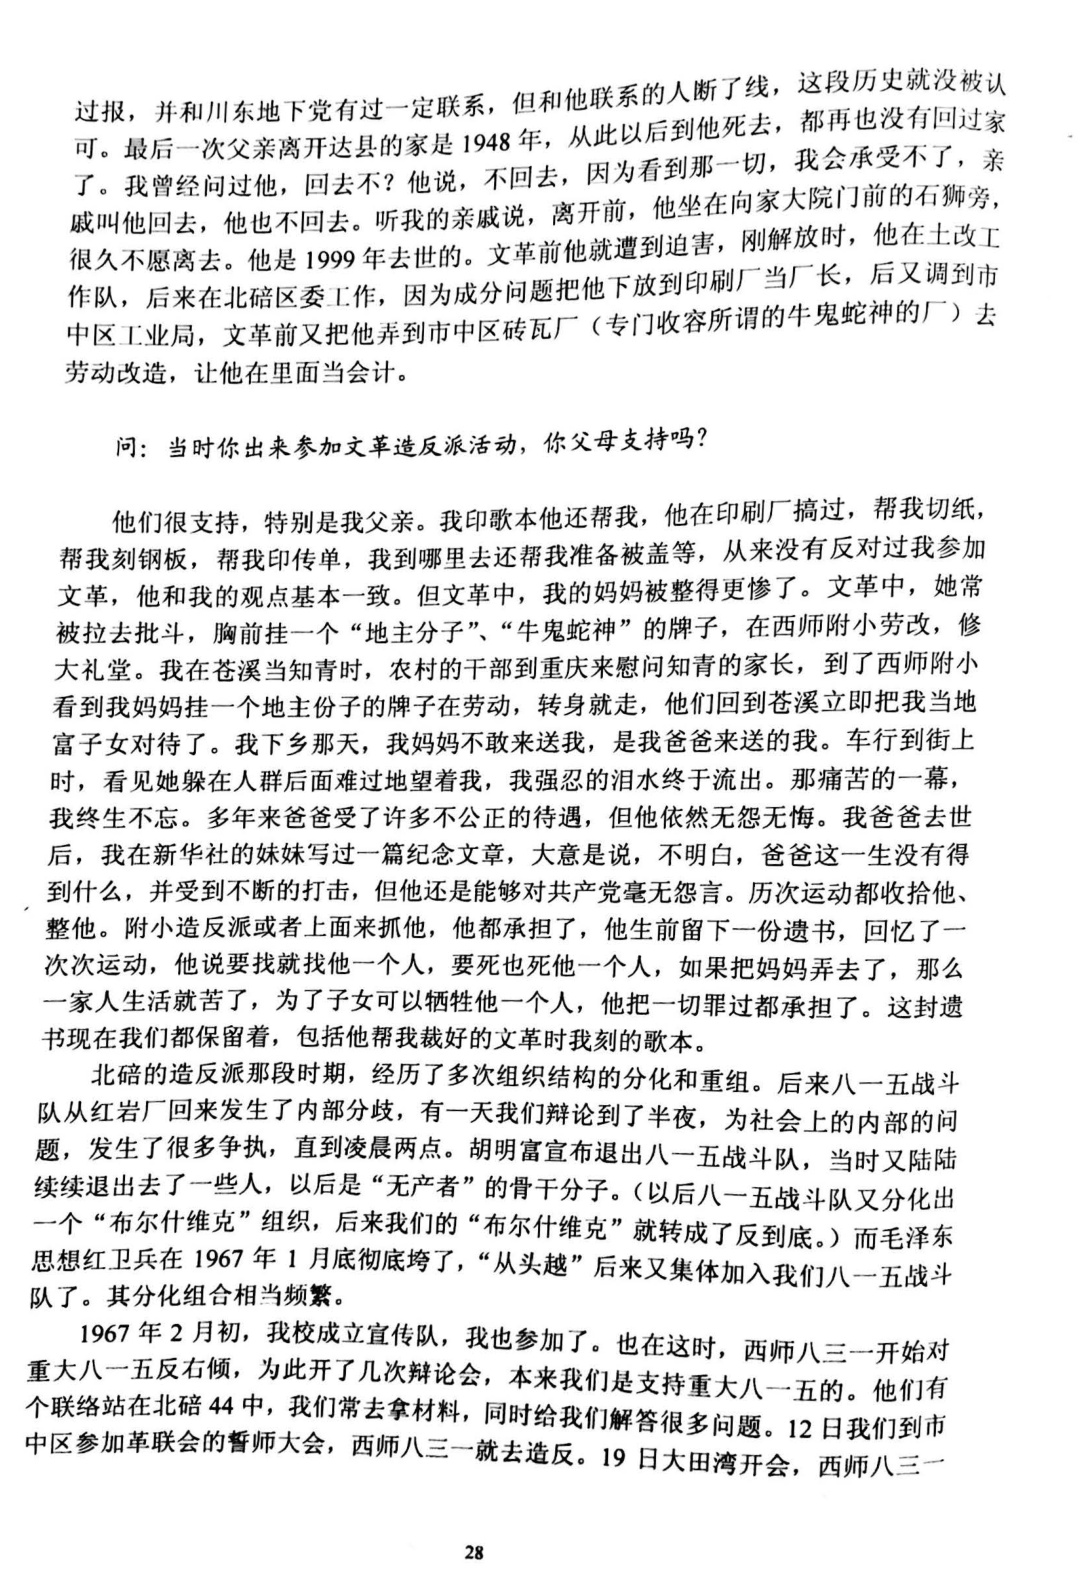 过报，并和川东地下党有过一定联系，但和他联系的人断了线，这段历史就没被认
可。最后一次父亲离开达县的家是 1948 年，从此以后到他死去，都再也没有回过家
了。我曾经问过他，回去不？他说，不回去，因为看到那一切，我会承受不了，亲
戚叫他回去，他也不回去。听我的亲戚说，离开前，他坐在向家大院门前的石狮旁，
很久不愿离去。他是 1999 年去世的。文革前他就遭到迫害，刚解放时，他在土改工
作队，后来在北碚区委工作，因为成分问题把他下放到印刷厂当厂长，后又调到市
中区工业局，文革前又把他弄到市中区砖瓦厂（专门收容所谓的牛鬼蛇神的厂）去
劳动改造，让他在里面当会计。
问：当时你出来参加文革造反派活动，你父母支持吗？
他们很支持，特别是我父亲。我印歌本他还帮我，他在印刷厂搞过，帮我切纸，
帮我刻钢板，帮我印传单，我到哪里去还帮我准备被盖等，从来没有反对过我参加
文革，他和我的观点基本一致。但文革中，我的妈妈被整得更惨了。文革中，她常
被拉去批斗，胸前挂一个“地主分子”、“牛鬼蛇神”的牌子，在西师附小劳改，修
大礼堂。我在苍溪当知青时，农村的干部到重庆来慰问知青的家长，到了西师附小
看到我妈妈挂一个地主份子的牌子在劳动，转身就走，他们回到苍溪立即把我当地
富子女对待了。我下乡那天，我妈妈不敢来送我，是我爸爸来送的我。车行到街上
时，看见她躲在人群后面难过地望着我，我强忍的泪水终于流出。那痛苦的一幕，
我终生不忘。多年来爸爸受了许多不公正的待遇，但他依然无怨无悔。我爸爸去世
后，我在新华社的妹妹写过一篇纪念文章，大意是说，不明白，爸爸这一生没有得
到什么，并受到不断的打击，但他还是能够对共产党毫无怨言。历次运动都收拾他、
整他。附小造反派或者上面来抓他，他都承担了，他生前留下一份遗书，回忆了一
次次运动，他说要找就找他一个人，要死也死他一个人，如果把妈妈弄去了，那么
一家人生活就苦了，为了子女可以牺牲他一个人，他把一切罪过都承担了。这封遗
书现在我们都保留着，包括他帮我裁好的文革时我刻的歌本。
北碚的造反派那段时期，经历了多次组织结构的分化和重组。后来八一五战斗
队从红岩厂回来发生了内部分歧，有一天我们辩论到了半夜，为社会上的内部的问
题，发生了很多争执，直到凌晨两点。胡明富宣布退出八一五战斗队，当时又陆陆
续续退出去了一些人，以后是“无产者”的骨干分子。（以后八一五战斗队又分化出
一个“布尔什维克”组织，后来我们的“布尔什维克”就转成了反到底。）而毛泽东
思想红卫兵在 1967 年 1 月底彻底垮了，“从头越”后来又集体加入我们八一五战斗
队了。其分化组合相当频繁。
1967 年 2 月初，我校成立宣传队，我也参加了。也在这时，西师八三一开始对
重大八一五反右倾，为此开了几次辩论会，本来我们是支持重大八一五的。他们有
个联络站在北碚 44 中，我们常去拿材料，同时给我们解答很多问题。12 日我们到市
中区参加革联会的誓师大会，西师八三一就去造反。19 日大田湾开会，西师八三一
28